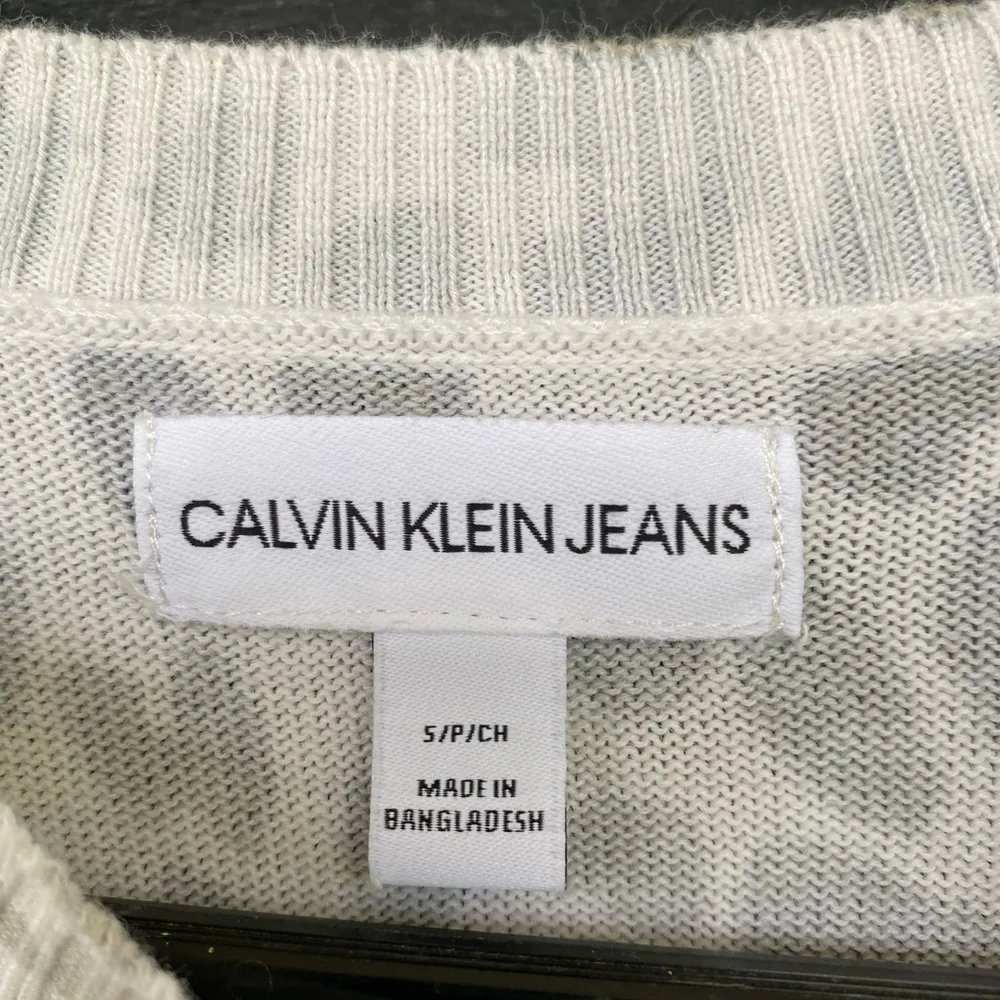 CALVIN KLEIN JEANS
S/P/CH
MADE IN
BANGLADESH